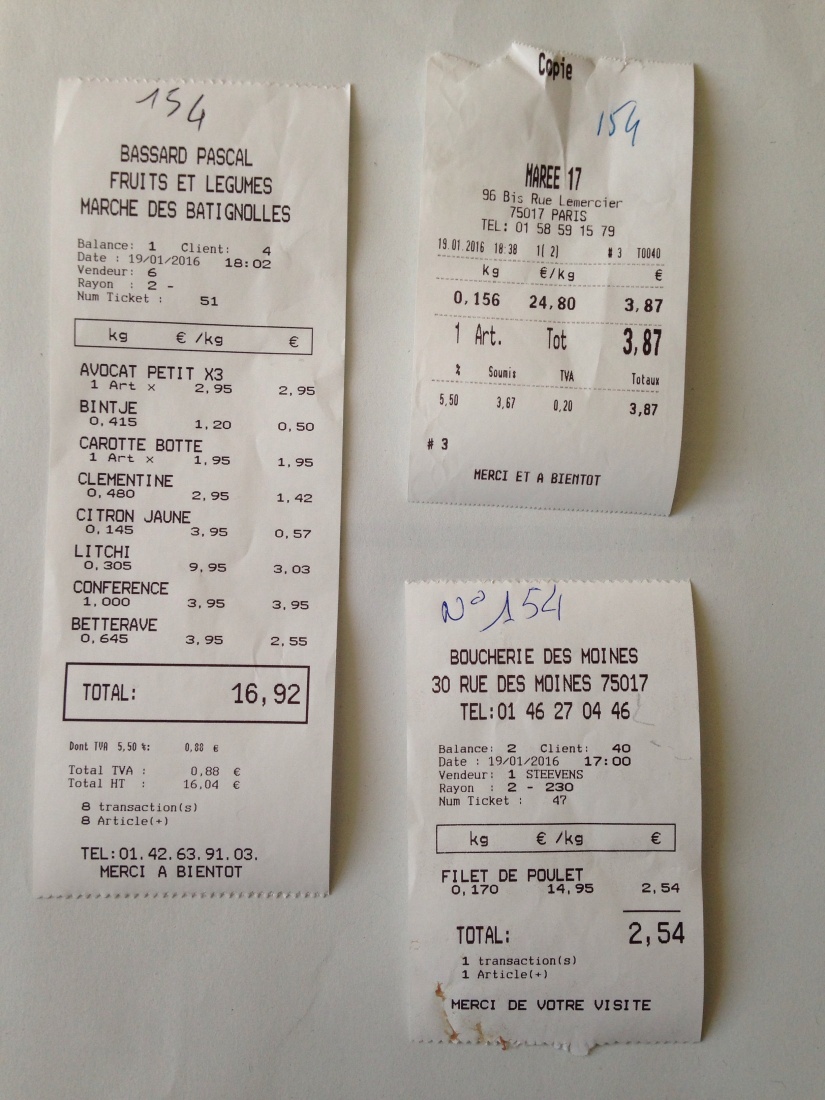 154
BASSARD PASCAL
FRUITS ET LEGUMES
MARCHE DES BATIGNOLLES
Balance: 1 Client: 4
Date : 19/01/2016 18:02
Vendeur: 6
Rayon : 2 -
Num Ticket : 51
kg € /kg €
AVOCAT PETIT X3
1 Art x 2,95 2,95
BINTJE
0,415 1,20 0,50
CAROTTE BOTTE
1 Art x 1,95 1,95
CLEMENTINE
0,480 2,95 1,42
CITRON JAUNE
0,145 3,95 0,57
LITCHI
0,305 9,95 3,03
CONFERENCE
1,000 3,95 3,95
BETTERAVE
0,645 3,95 2,55
TOTAL: 16,92
Dont TVA 5,50 %: 0,88 €
Total TVA : 0,88 €
Total HT : 16,04 €
8 transaction(s)
8 Article(+)
TEL:01.42.63.91.03.
MERCI A BIENTOT
Copie
154
MAREE 17
96 Bis Rue Lemercier
75017 PARIS
TEL: 01 58 59 15 79
19.01.2016 18:38 1( 2) # 3 T0040
kg €/kg €
0,156 24,80 3,87
1 Art. Tot 3,87
% Soumis TVA Totaux
5,50 3,67 0,20 3,87
# 3
MERCI ET A BIENTOT
N° 154
BOUCHERIE DES MOINES
30 RUE DES MOINES 75017
TEL:01 46 27 04 46
Balance: 2 Client: 40
Date : 19/01/2016 17:00
Vendeur: 1 STEEVENS
Rayon : 2 - 230
Num Ticket : 47
kg € /kg €
FILET DE POULET
0,170 14,95 2,54
TOTAL: 2,54
1 transaction(s)
1 Article(+)
MERCI DE VOTRE VISITE